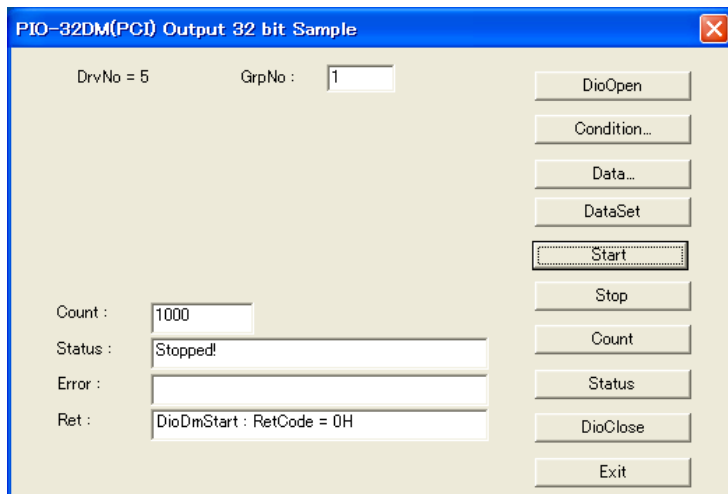 PIO-32DM(PCI) Output 32 bit Sample
DrvNo = 5
GrpNo :
1
DioOpen
Condition...
Data...
DataSet
Start
Stop
Count :
1000
Count
Status :
Stopped!
Status
Error :
Ret :
DioDmStart : RetCode = 0H
DioClose
Exit